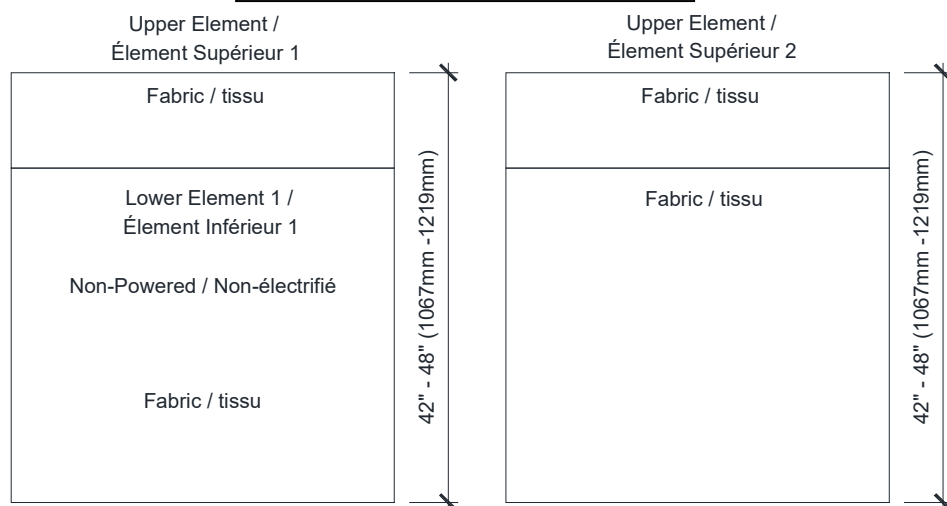 Upper Element /
Élement Supérieur 1
Fabric / tissu
Lower Element 1 /
Élement Inférieur 1
Non-Powered / Non-électrifié
Fabric / tissu
42" - 48" (1067mm -1219mm)
Upper Element /
Élement Supérieur 2
Fabric / tissu
Fabric / tissu
42" - 48" (1067mm -1219mm)